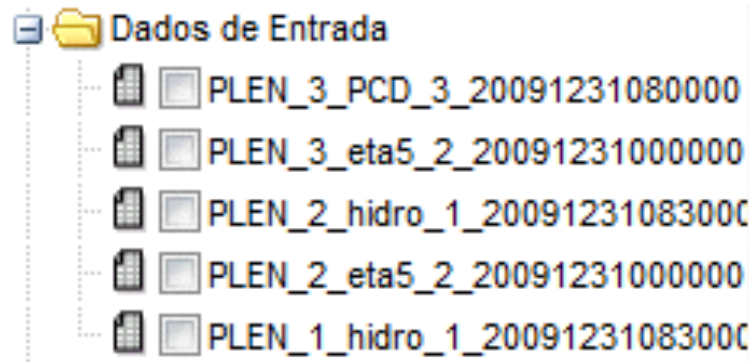 Dados de Entrada
PLEN_3_PCD_3_20091231080000
PLEN_3_eta5_2_20091231000000
PLEN_2_hidro_1_2009123108300
PLEN_2_eta5_2_20091231000000
PLEN_1_hidro_1_2009123108300